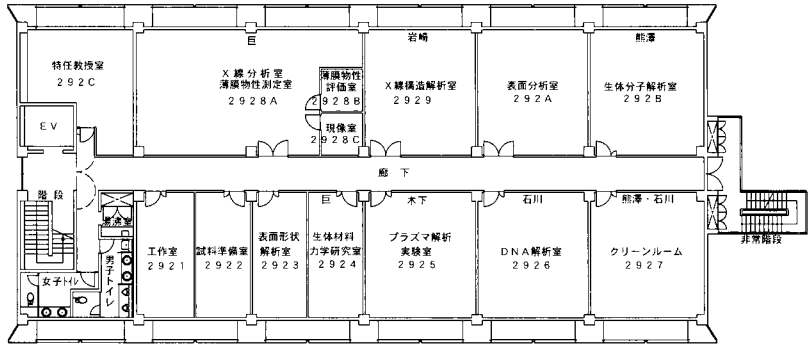 巨
岩崎
熊澤
特任教授室
292C
X線分析室
薄膜物性測定室
2928A
薄膜物性
評価室
2928B
現像室
2928C
X線構造解析室
2929
表面分析室
292A
生体分子解析室
292B
EV
廊下
階段
湯沸室
男子トイレ
女子トイレ
工作室
2921
試料準備室
2922
表面形状
解析室
2923
巨
生体材料
力学研究室
2924
木下
プラズマ解析
実験室
2925
石川
DNA解析室
2926
熊澤・石川
クリーンルーム
2927
非常階段